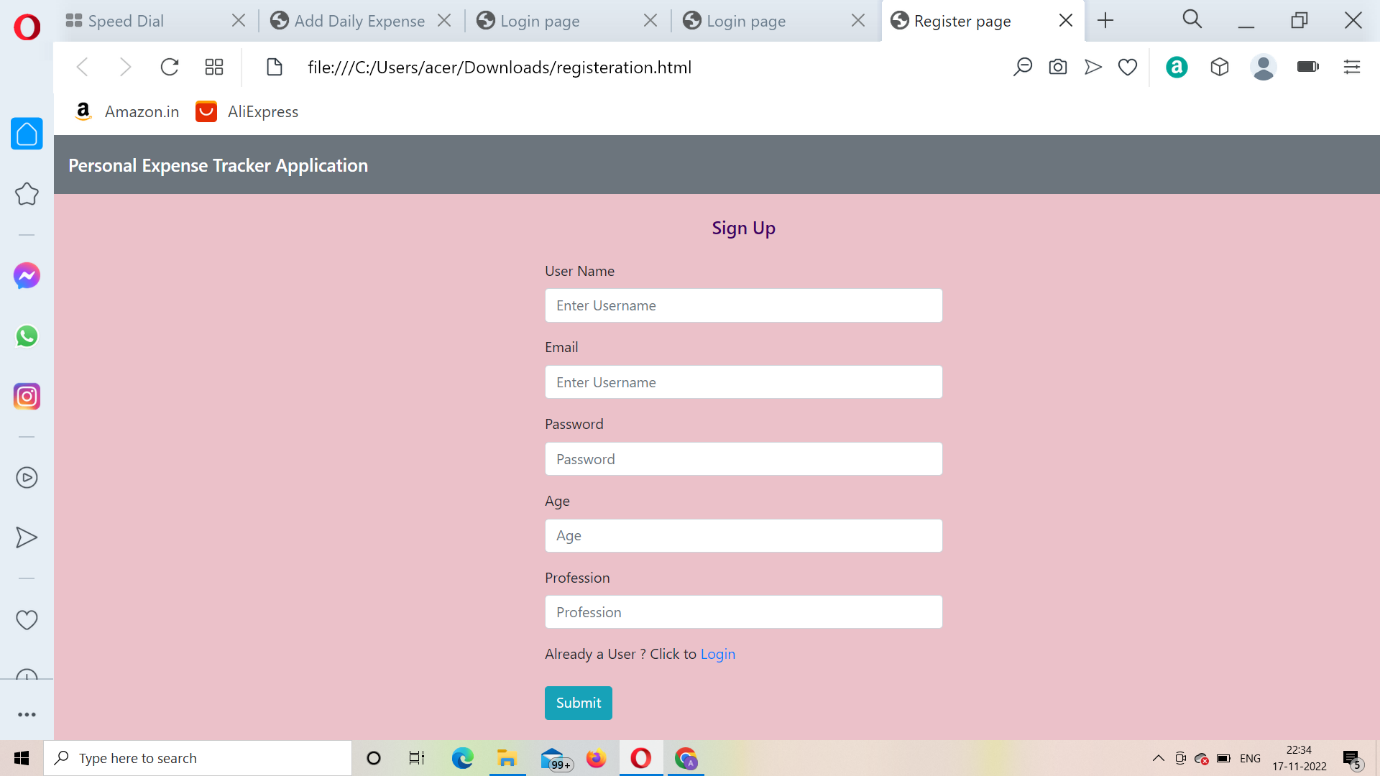 Speed Dial
Add Daily Expense
Login page
Login page
Register page
file:///C:/Users/acer/Downloads/registeration.html
Amazon.in
AliExpress
Personal Expense Tracker Application
Sign Up
User Name
Enter Username
Email
Enter Username
Password
Password
Age
Age
Profession
Profession
Already a User ? Click to Login
Submit
Type here to search
99+
ENG
22:34
17-11-2022
5